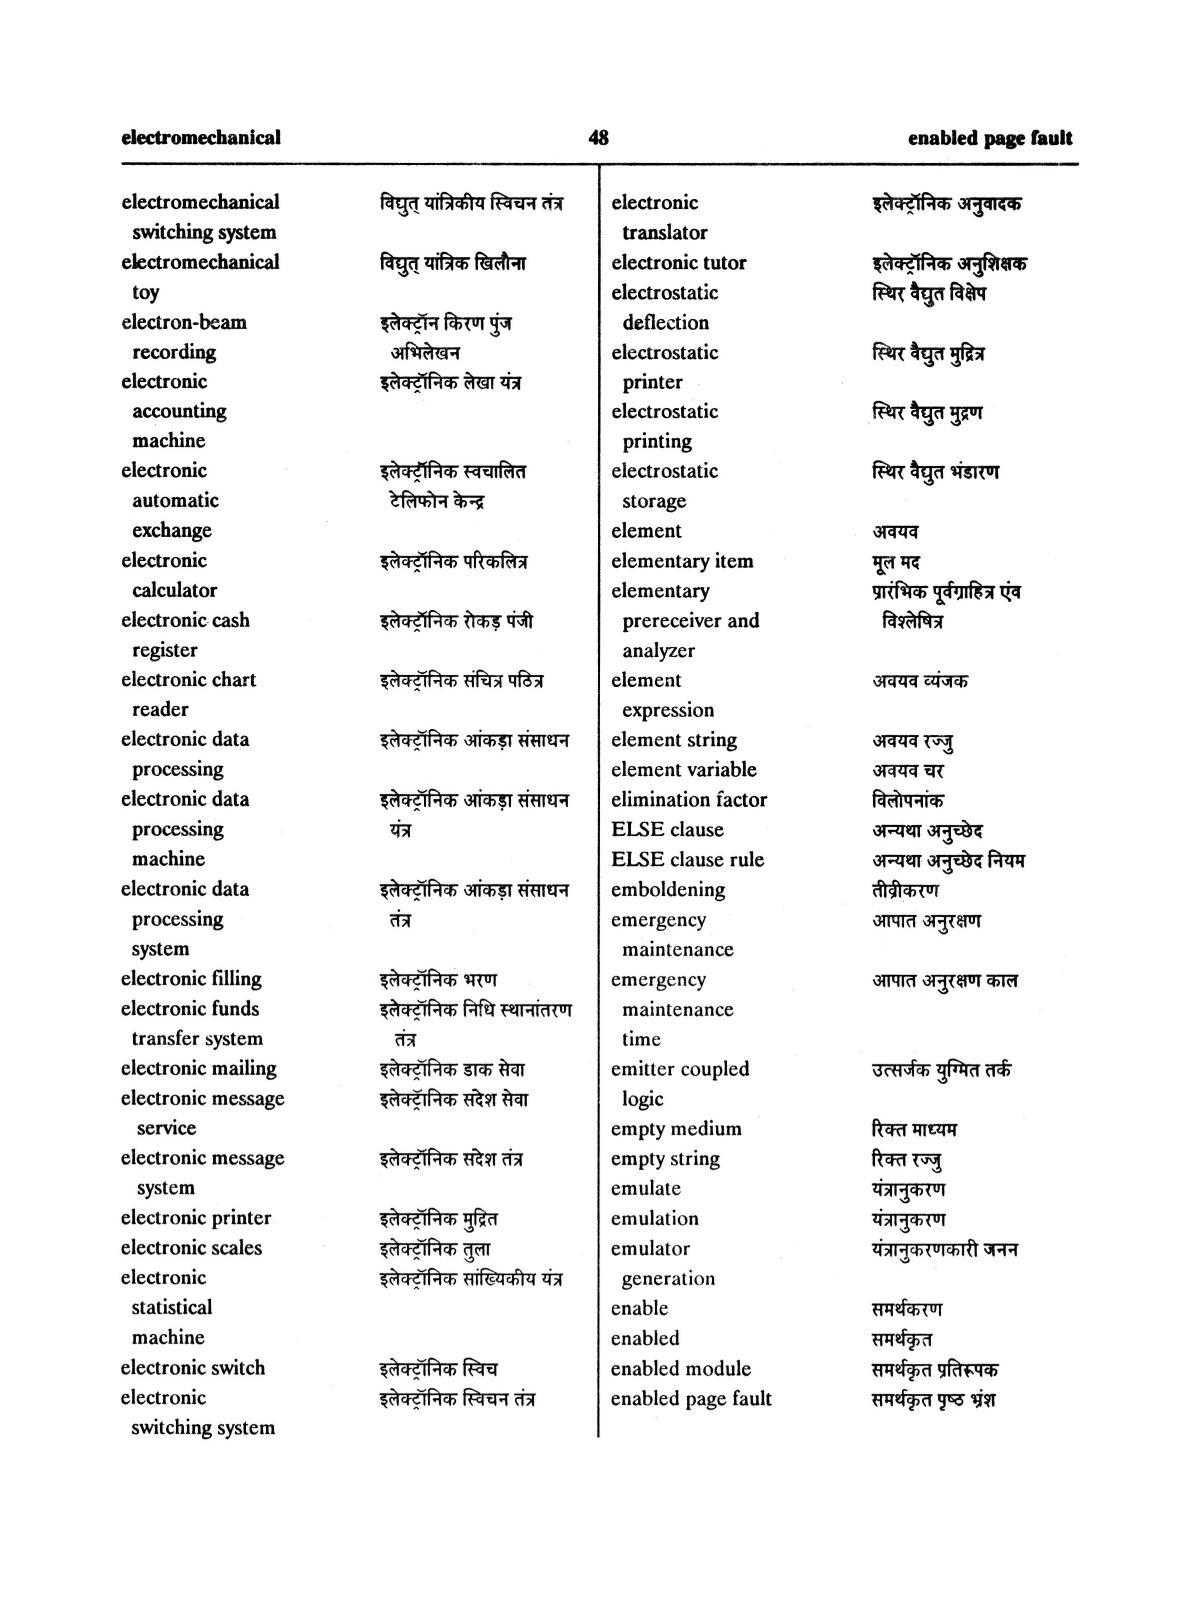 electromechanical 48 enabled page fault
electromechanical विद्युत् यांत्रिकीय स्विचन तंत्र
switching system
electromechanical विद्युत् यांत्रिक खिलौना
toy
electron-beam इलेक्ट्रॉन किरण पुंज
recording अभिलेखन
electronic इलेक्ट्रॉनिक लेखा यंत्र
accounting
machine
electronic इलेक्ट्रॉनिक स्वचालित
automatic टेलिफोन केन्द्र
exchange
electronic इलेक्ट्रॉनिक परिकलित्र
calculator
electronic cash इलेक्ट्रॉनिक रोकड़ पंजी
register
electronic chart इलेक्ट्रॉनिक संचित्र पठित्र
reader
electronic data इलेक्ट्रॉनिक आंकड़ा संसाधन
processing
electronic data इलेक्ट्रॉनिक आंकड़ा संसाधन
processing यंत्र
machine
electronic data इलेक्ट्रॉनिक आंकड़ा संसाधन
processing तंत्र
system
electronic filling इलेक्ट्रॉनिक भरण
electronic funds इलेक्ट्रॉनिक निधि स्थानांतरण
transfer system तंत्र
electronic mailing इलेक्ट्रॉनिक डाक सेवा
electronic message इलेक्ट्रॉनिक संदेश सेवा
service
electronic message इलेक्ट्रॉनिक संदेश तंत्र
system
electronic printer इलेक्ट्रॉनिक मुद्रित
electronic scales इलेक्ट्रॉनिक तुला
electronic इलेक्ट्रॉनिक सांख्यिकीय यंत्र
statistical
machine
electronic switch इलेक्ट्रॉनिक स्विच
electronic इलेक्ट्रॉनिक स्विचन तंत्र
switching system
electronic इलेक्ट्रॉनिक अनुवादक
translator
electronic tutor इलेक्ट्रॉनिक अनुशिक्षक
electrostatic स्थिर वैद्युत विक्षेप
deflection
electrostatic स्थिर वैद्युत मुद्रित्र
printer
electrostatic स्थिर वैद्युत मुद्रण
printing
electrostatic स्थिर वैद्युत भंडारण
storage
element अवयव
elementary item मूल मद
elementary प्रारंभिक पूर्वग्राहित्र एंव
prereceiver and विश्लेषित्र
analyzer
element अवयव व्यंजक
expression
element string अवयव रज्जु
element variable अवयव चर
elimination factor विलोपनांक
ELSE clause अन्यथा अनुच्छेद
ELSE clause rule अन्यथा अनुच्छेद नियम
emboldening तीव्रीकरण
emergency आपात अनुरक्षण
maintenance
emergency आपात अनुरक्षण काल
maintenance
time
emitter coupled उत्सर्जक युग्मित तर्क
logic
empty medium रिक्त माध्यम
empty string रिक्त रज्जु
emulate यंत्रानुकरण
emulation यंत्रानुकरण
emulator यंत्रानुकरणकारी जनन
generation
enable समर्थकरण
enabled समर्थकृत
enabled module समर्थकृत प्रतिरूपक
enabled page fault समर्थकृत पृष्ठ भ्रंश